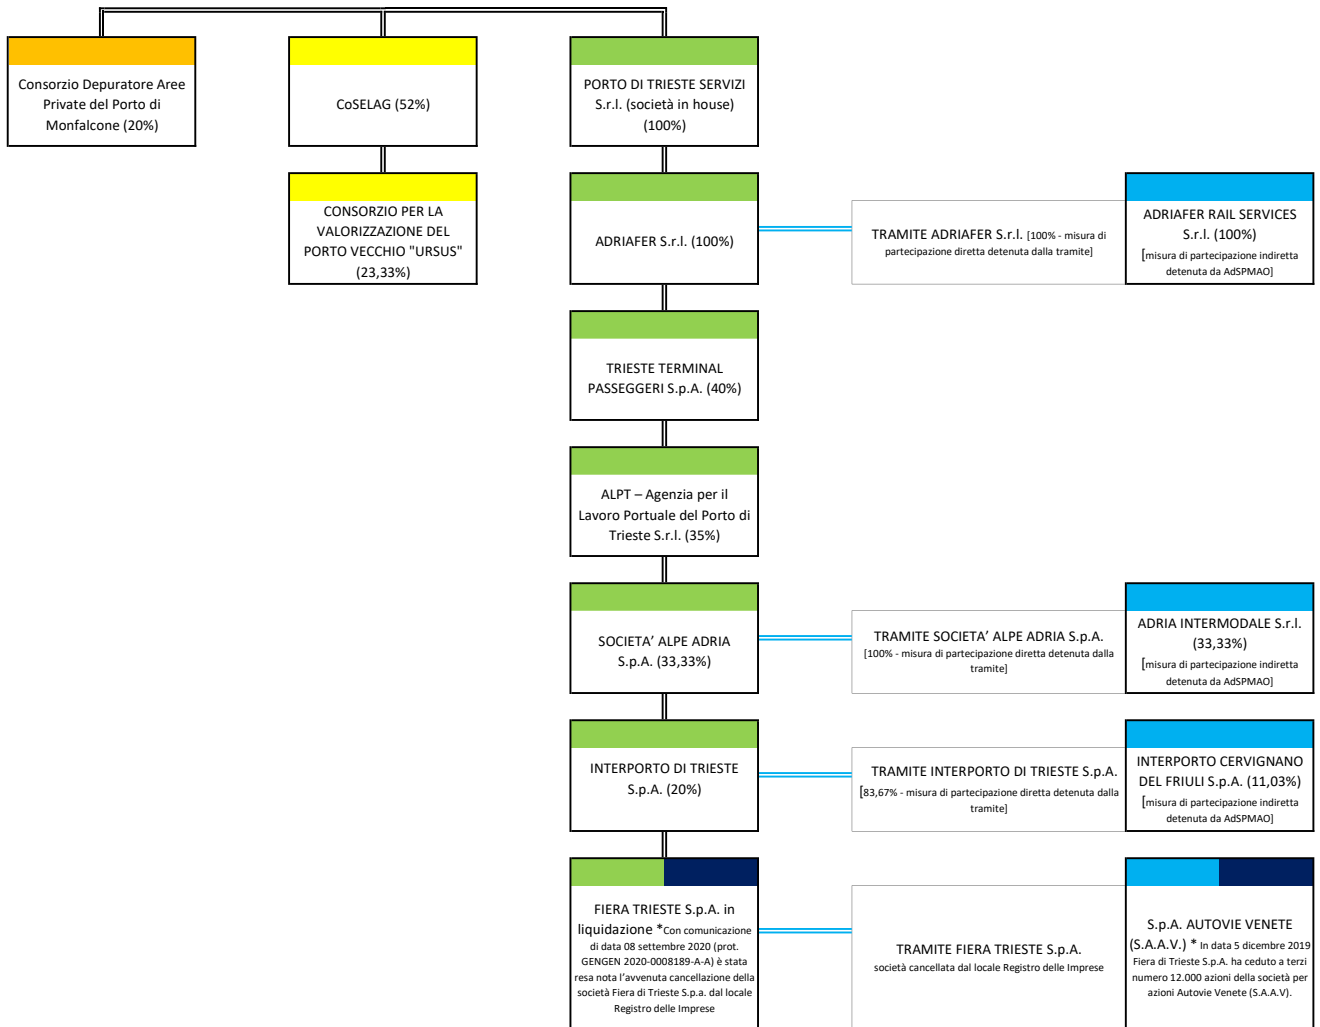 Consorzio Depuratore Aree
Private del Porto di
Monfalcone (20%)
CoSELAG (52%)
PORTO DI TRIESTE SERVIZI
S.r.l. (società in house)
(100%)
CONSORZIO PER LA
VALORIZZAZIONE DEL
PORTO VECCHIO "URSUS"
(23,33%)
ADRIAFER S.r.l. (100%)
TRAMITE ADRIAFER S.r.l. [100% - misura di
partecipazione diretta detenuta dalla tramite]
ADRIAFER RAIL SERVICES
S.r.l. (100%)
[misura di partecipazione indiretta
detenuta da AdSPMAO]
TRIESTE TERMINAL
PASSEGGERI S.p.A. (40%)
ALPT – Agenzia per il
Lavoro Portuale del Porto di
Trieste S.r.l. (35%)
SOCIETA’ ALPE ADRIA
S.p.A. (33,33%)
TRAMITE SOCIETA’ ALPE ADRIA S.p.A.
[100% - misura di partecipazione diretta detenuta dalla
tramite]
ADRIA INTERMODALE S.r.l.
(33,33%)
[misura di partecipazione indiretta
detenuta da AdSPMAO]
INTERPORTO DI TRIESTE
S.p.A. (20%)
TRAMITE INTERPORTO DI TRIESTE S.p.A.
[83,67% - misura di partecipazione diretta detenuta dalla
tramite]
INTERPORTO CERVIGNANO
DEL FRIULI S.p.A. (11,03%)
[misura di partecipazione indiretta
detenuta da AdSPMAO]
FIERA TRIESTE S.p.A. in
liquidazione *Con comunicazione
di data 08 settembre 2020 (prot.
GENGEN 2020-0008189-A-A) è stata
resa nota l’avvenuta cancellazione della
società Fiera di Trieste S.p.a. dal locale
Registro delle Imprese
TRAMITE FIERA TRIESTE S.p.A.
società cancellata dal locale Registro delle Imprese
S.p.A. AUTOVIE VENETE
(S.A.A.V.) * In data 5 dicembre 2019
Fiera di Trieste S.p.A. ha ceduto a terzi
numero 12.000 azioni della società per
azioni Autovie Venete (S.A.A.V).